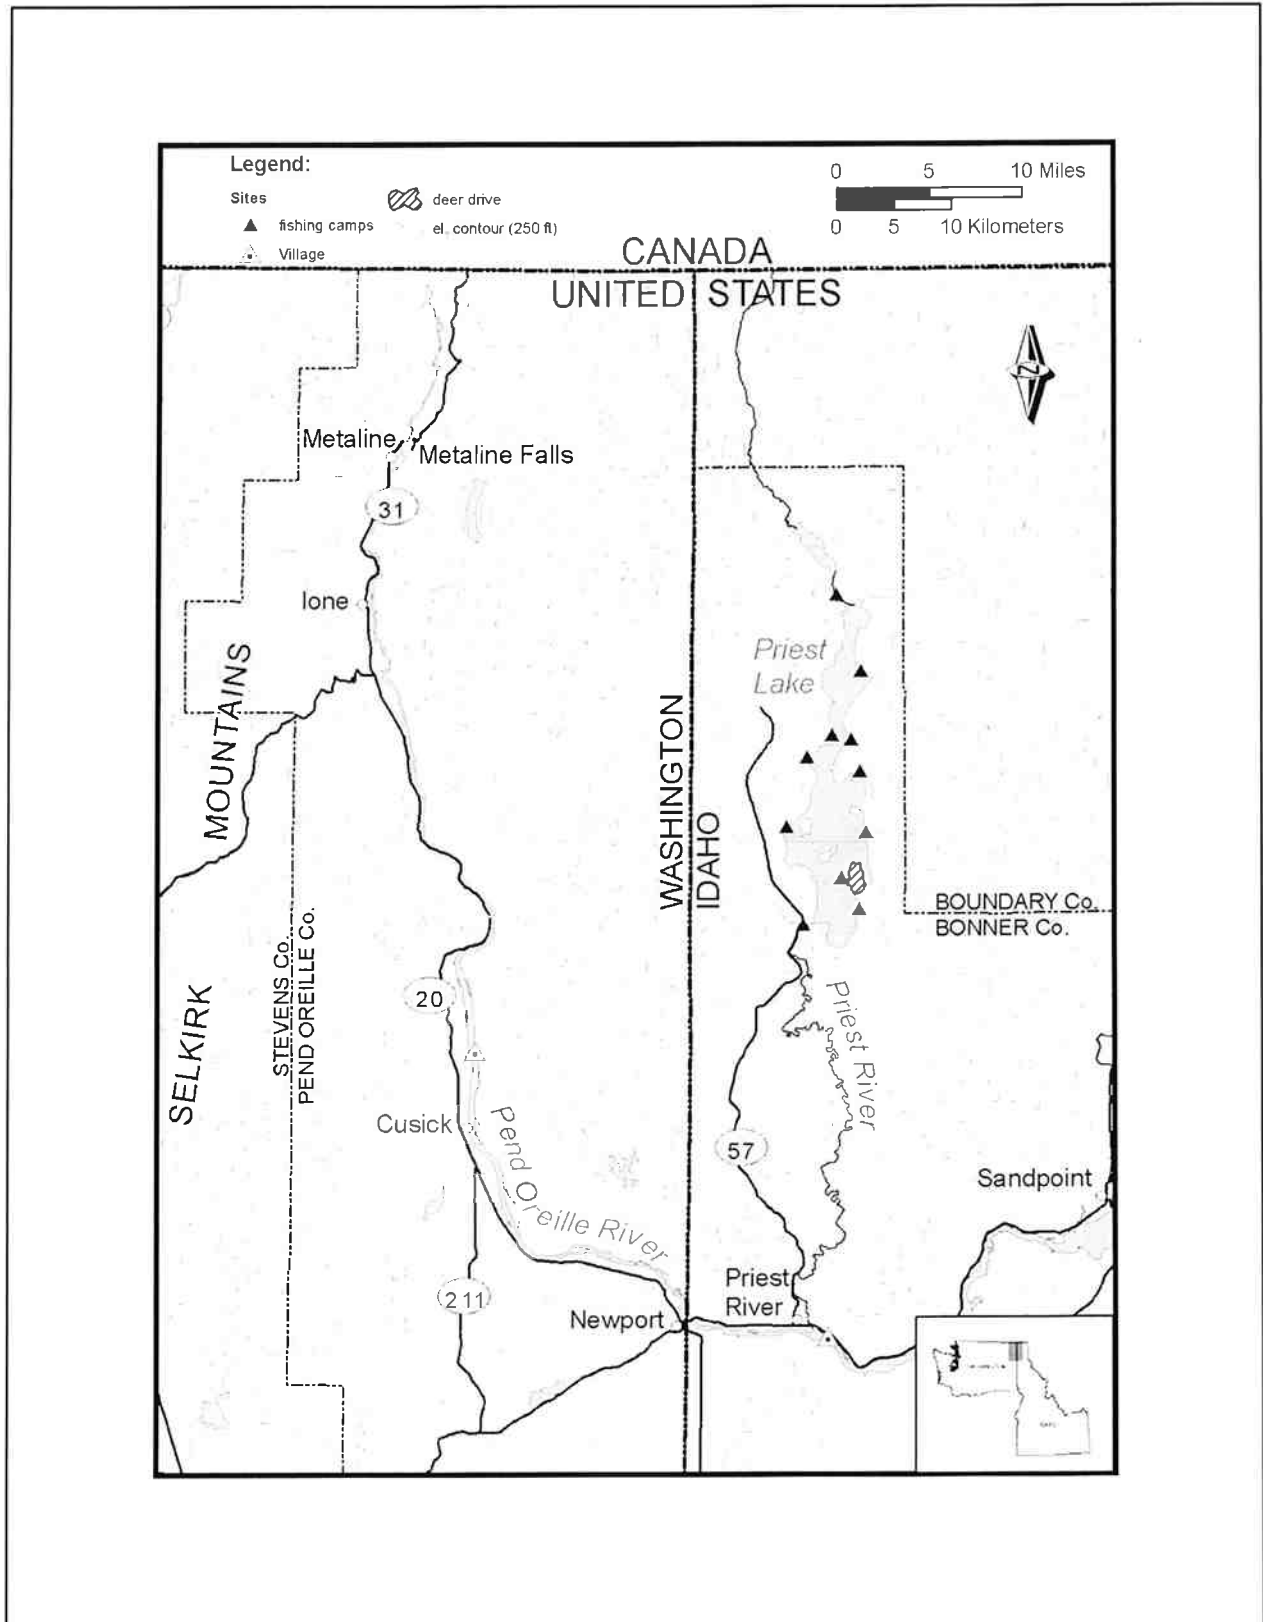 Legend:
Sites
fishing camps
Village
deer drive
el. contour (250 ft)
0 5 10 Miles
0 5 10 Kilometers
CANADA
UNITED STATES
N
Metaline
Metaline Falls
31
Ione
Priest
Lake
MOUNTAINS
WASHINGTON
IDAHO
BOUNDARY Co.
BONNER Co.
SELKIRK
STEVENS Co.
PEND OREILLE Co.
20
Priest River
Cusick
Pend Oreille River
57
Sandpoint
211
Priest
River
Newport